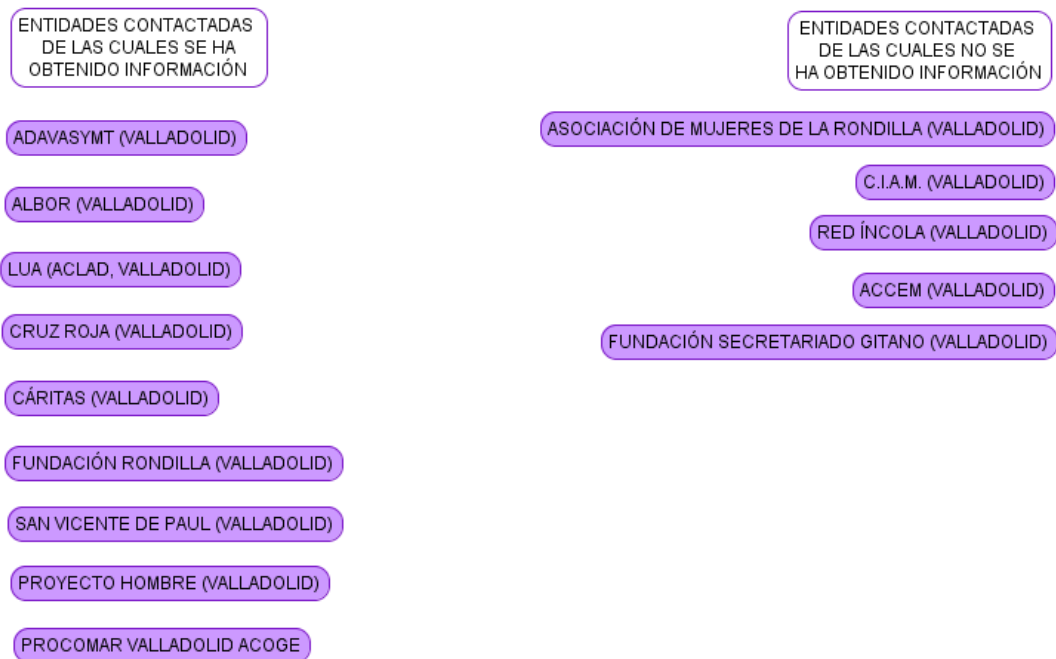 ENTIDADES CONTACTADAS
DE LAS CUALES SE HA
OBTENIDO INFORMACIÓN
ADAVASYMT (VALLADOLID)
ALBOR (VALLADOLID)
LUA (ACLAD, VALLADOLID)
CRUZ ROJA (VALLADOLID)
CÁRITAS (VALLADOLID)
FUNDACIÓN RONDILLA (VALLADOLID)
SAN VICENTE DE PAUL (VALLADOLID)
PROYECTO HOMBRE (VALLADOLID)
PROCOMAR VALLADOLID ACOGE
ENTIDADES CONTACTADAS
DE LAS CUALES NO SE
HA OBTENIDO INFORMACIÓN
ASOCIACIÓN DE MUJERES DE LA RONDILLA (VALLADOLID)
C.I.A.M. (VALLADOLID)
RED ÍNCOLA (VALLADOLID)
ACCEM (VALLADOLID)
FUNDACIÓN SECRETARIADO GITANO (VALLADOLID)